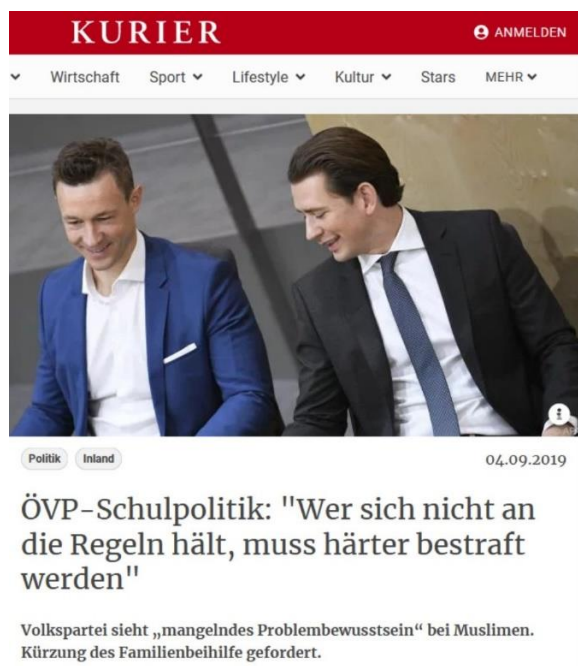 KURIER
ANMELDEN
Wirtschaft Sport Lifestyle Kultur Stars MEHR
Politik Inland 04.09.2019
ÖVP-Schulpolitik: "Wer sich nicht an
die Regeln hält, muss härter bestraft
werden"
Volkspartei sieht „mangelndes Problembewusstsein“ bei Muslimen.
Kürzung des Familienbeihilfe gefordert.